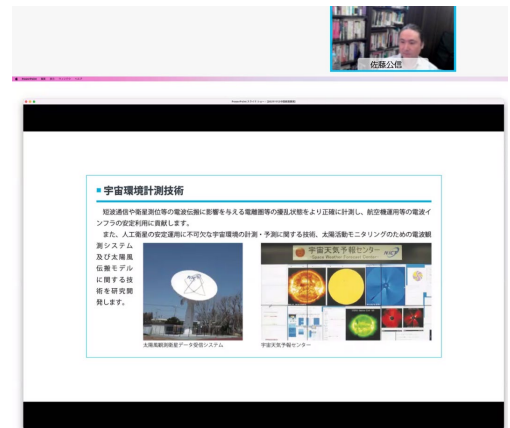 佐藤公信
■宇宙環境計測技術
短波通信や衛星測位等の電波伝搬に影響を与える電離圏等の擾乱状態をより正確に計測し、航空機運用等の電波イ
ンフラの安定利用に貢献します。
また、人工衛星の安定運用に不可欠な宇宙環境の計測・予測に関する技術、太陽活動モニタリングのための電波観
測システム
及び太陽風
伝搬モデル
に関する技
術を研究開
発します。
宇宙天気予報センター
Space Weather Forecast Center
NICT
太陽風観測衛星データ受信システム
宇宙天気予報センター